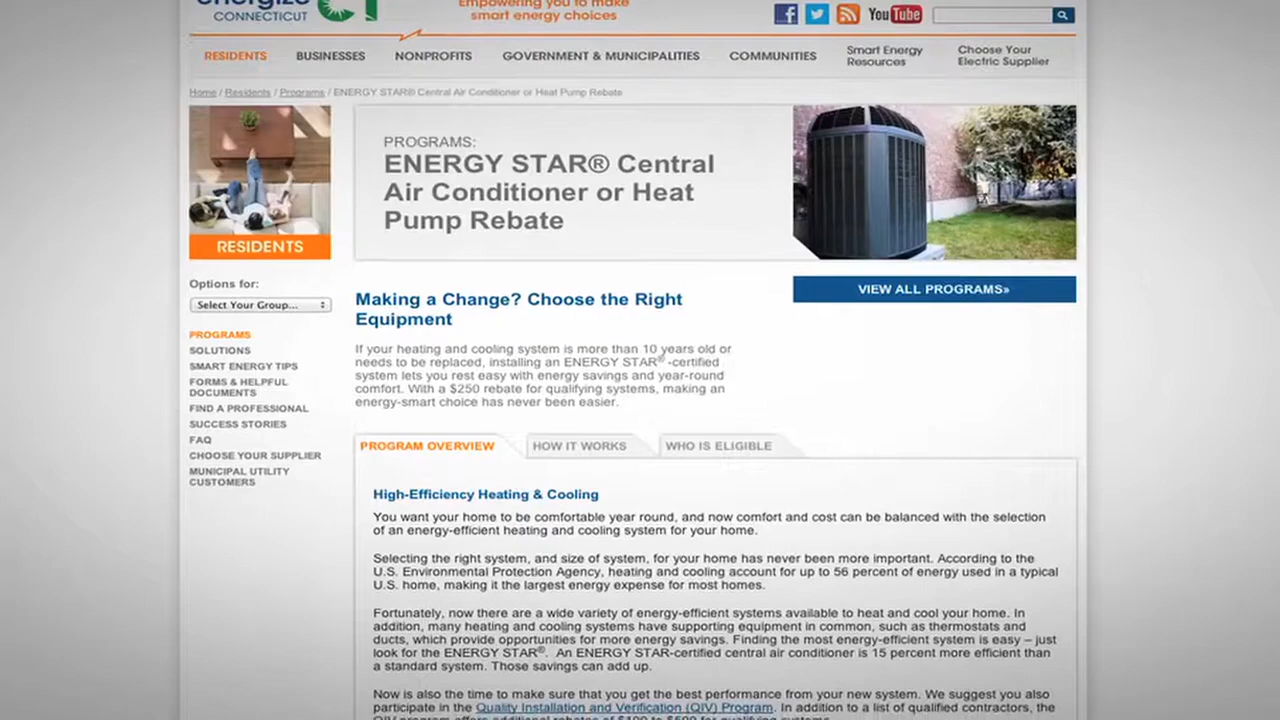 energize
CONNECTICUT
CT
Empowering you to make
smart energy choices
You Tube
RESIDENTS BUSINESSES NONPROFITS GOVERNMENT & MUNICIPALITIES COMMUNITIES Smart Energy Resources Choose Your Electric Supplier
Home / Residents / Programs / ENERGY STAR® Central Air Conditioner or Heat Pump Rebate
PROGRAMS:
ENERGY STAR® Central
Air Conditioner or Heat
Pump Rebate
RESIDENTS
Options for:
Select Your Group...
PROGRAMS
SOLUTIONS
SMART ENERGY TIPS
FORMS & HELPFUL
DOCUMENTS
FIND A PROFESSIONAL
SUCCESS STORIES
FAQ
CHOOSE YOUR SUPPLIER
MUNICIPAL UTILITY
CUSTOMERS
VIEW ALL PROGRAMS»
Making a Change? Choose the Right
Equipment
If your heating and cooling system is more than 10 years old or
needs to be replaced, installing an ENERGY STAR® -certified
system lets you rest easy with energy savings and year-round
comfort. With a $250 rebate for qualifying systems, making an
energy-smart choice has never been easier.
PROGRAM OVERVIEW HOW IT WORKS WHO IS ELIGIBLE
High-Efficiency Heating & Cooling
You want your home to be comfortable year round, and now comfort and cost can be balanced with the selection
of an energy-efficient heating and cooling system for your home.
Selecting the right system, and size of system, for your home has never been more important. According to the
U.S. Environmental Protection Agency, heating and cooling account for up to 56 percent of energy used in a typical
U.S. home, making it the largest energy expense for most homes.
Fortunately, now there are a wide variety of energy-efficient systems available to heat and cool your home. In
addition, many heating and cooling systems have supporting equipment in common, such as thermostats and
ducts, which provide opportunities for more energy savings. Finding the most energy-efficient system is easy – just
look for the ENERGY STAR®. An ENERGY STAR-certified central air conditioner is 15 percent more efficient than
a standard system. Those savings can add up.
Now is also the time to make sure that you get the best performance from your new system. We suggest you also
participate in the Quality Installation and Verification (QIV) Program. In addition to a list of qualified contractors, the
QIV program offers additional rebates of $100 to $500 for qualifying systems.